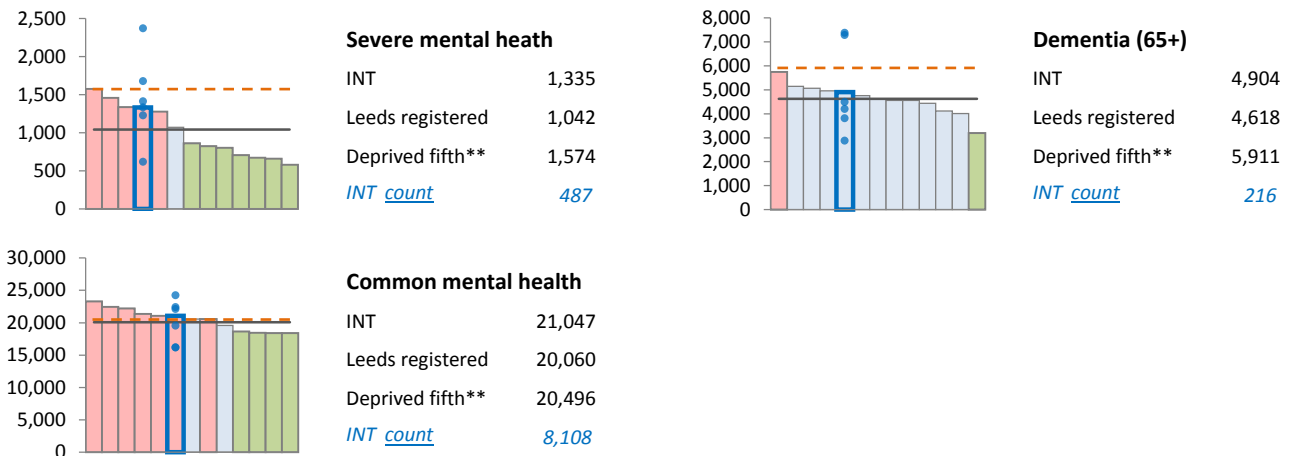 2,500
2,000
1,500
1,000
500
0
Severe mental heath
INT 1,335
Leeds registered 1,042
Deprived fifth** 1,574
INT count 487
8,000
7,000
6,000
5,000
4,000
3,000
2,000
1,000
0
Dementia (65+)
INT 4,904
Leeds registered 4,618
Deprived fifth** 5,911
INT count 216
30,000
25,000
20,000
15,000
10,000
5,000
0
Common mental health
INT 21,047
Leeds registered 20,060
Deprived fifth** 20,496
INT count 8,108